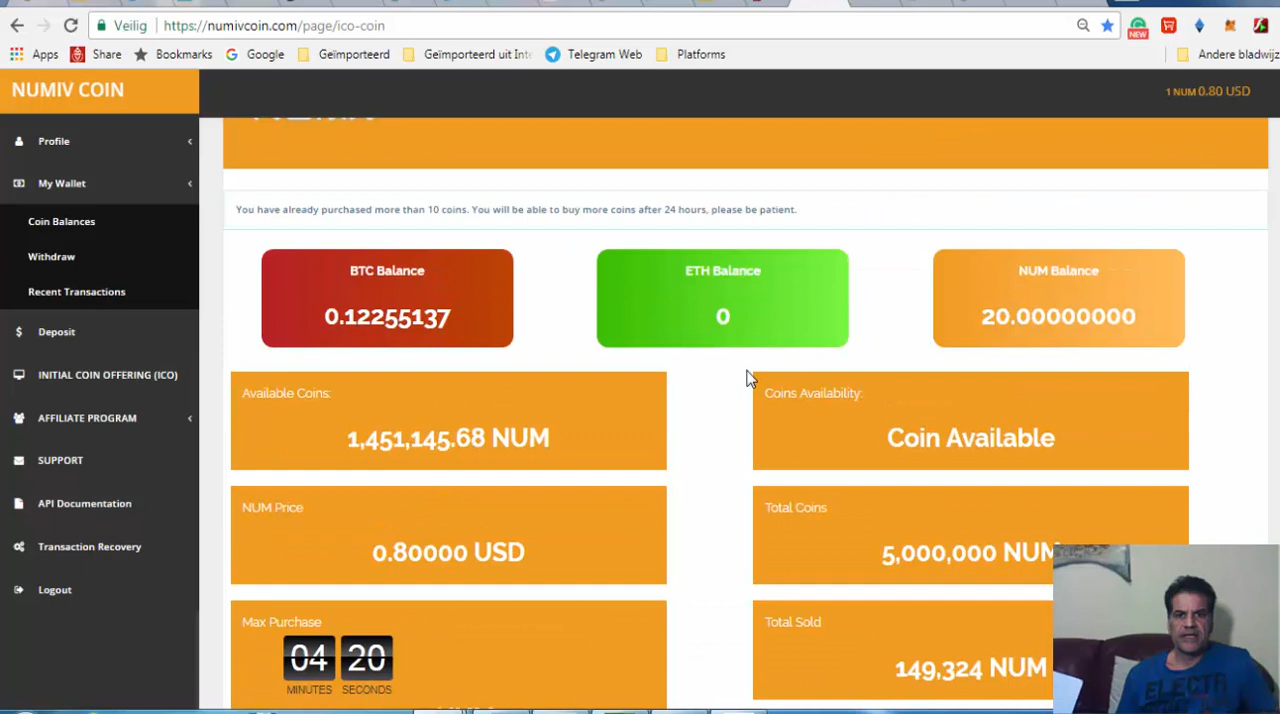 Veilig https://numivcoin.com/page/ico-coin
NEW
Apps Share Bookmarks Google Geïmporteerd Geïmporteerd uit Inte Telegram Web Platforms Andere bladwijz
NUMIV COIN
1 NUM 0.80 USD
Profile
My Wallet
Coin Balances
Withdraw
Recent Transactions
Deposit
INITIAL COIN OFFERING (ICO)
AFFILIATE PROGRAM
SUPPORT
API Documentation
Transaction Recovery
Logout
You have already purchased more than 10 coins. You will be able to buy more coins after 24 hours, please be patient.
BTC Balance
0.12255137
ETH Balance
0
NUM Balance
20.00000000
Available Coins:
1,451,145.68 NUM
Coins Availability:
Coin Available
NUM Price
0.80000 USD
Total Coins
5,000,000 NUM
Max Purchase
04 20
MINUTES SECONDS
Total Sold
149,324 NUM
ELECTR